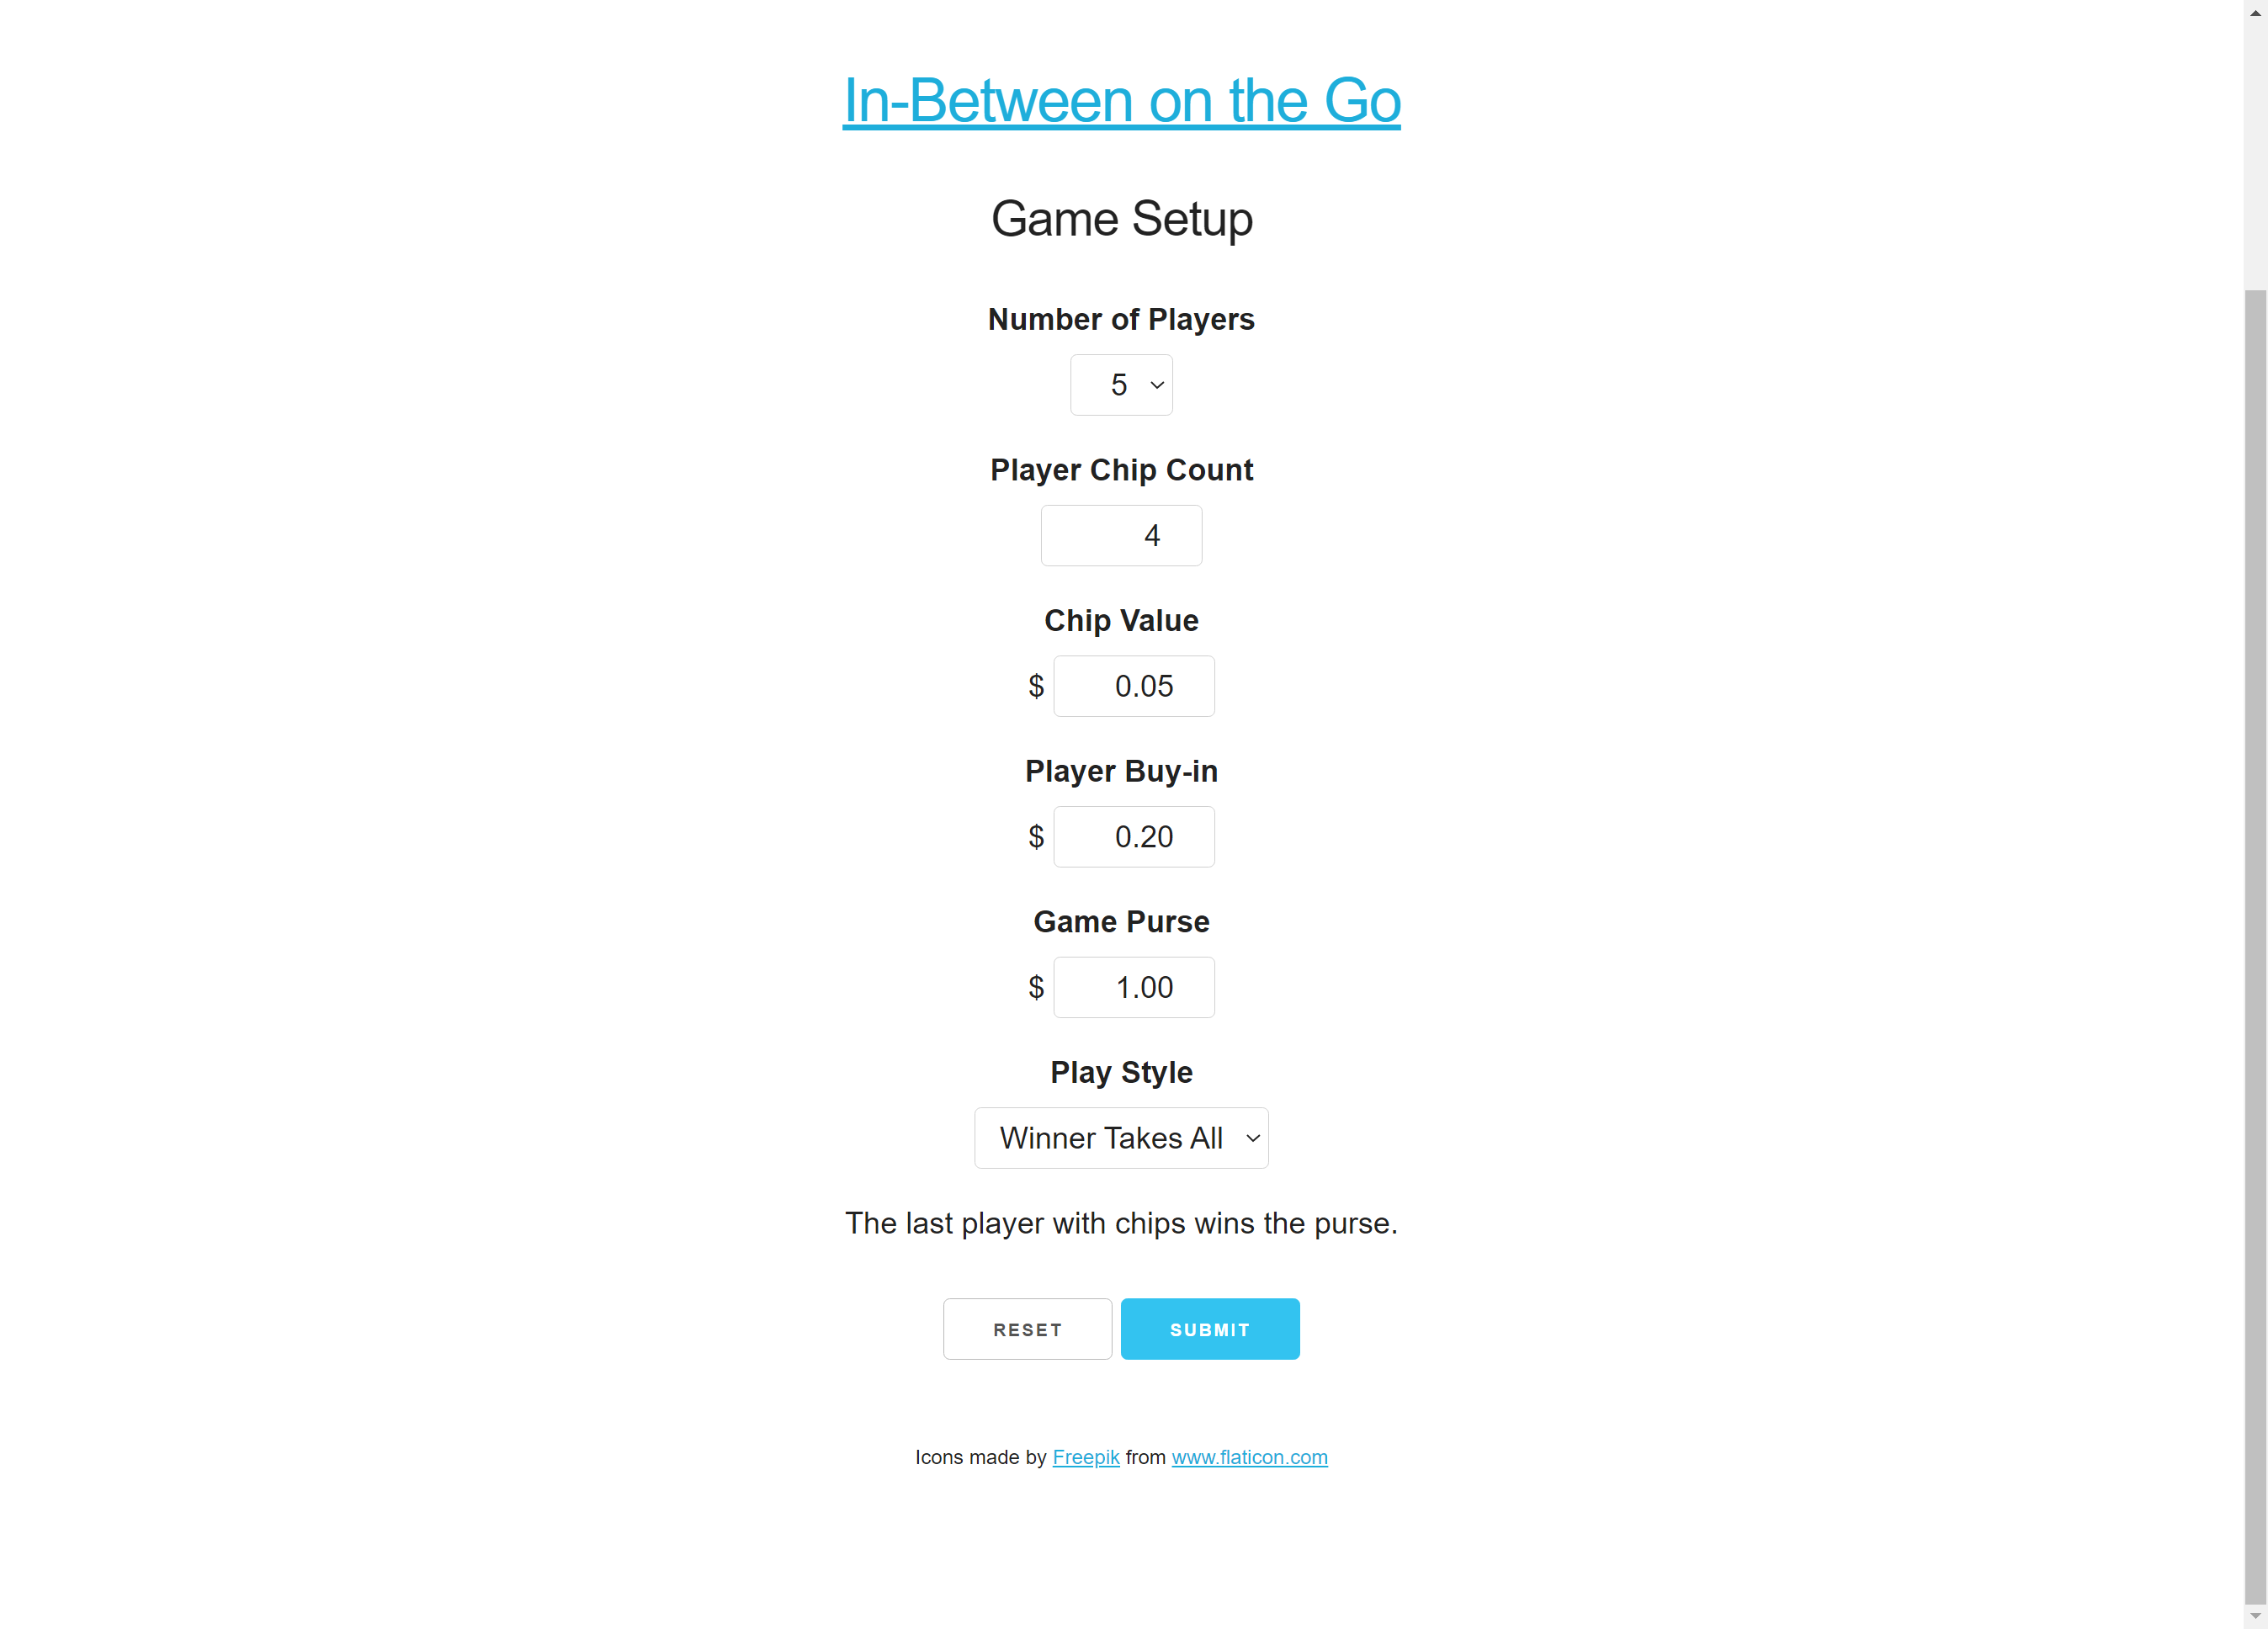 In-Between on the Go
Game Setup
Number of Players
5
Player Chip Count
4
Chip Value
$ 0.05
Player Buy-in
$ 0.20
Game Purse
$ 1.00
Play Style
Winner Takes All
The last player with chips wins the purse.
RESET SUBMIT
Icons made by Freepik from www.flaticon.com